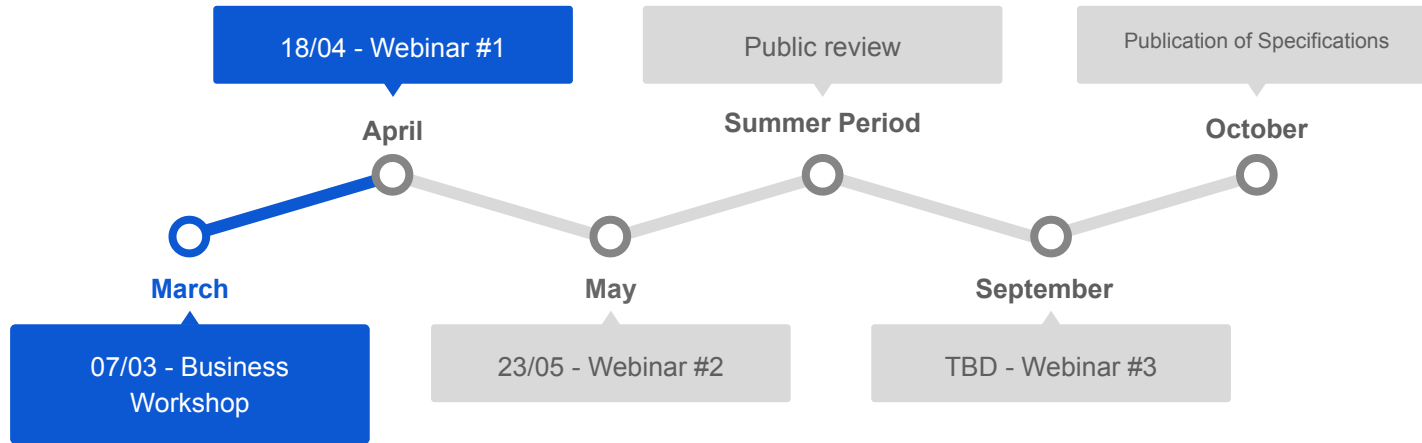 18/04 - Webinar #1
Public review
Publication of Specifications
April
Summer Period
October
March
May
September
07/03 - Business
Workshop
23/05 - Webinar #2
TBD - Webinar #3